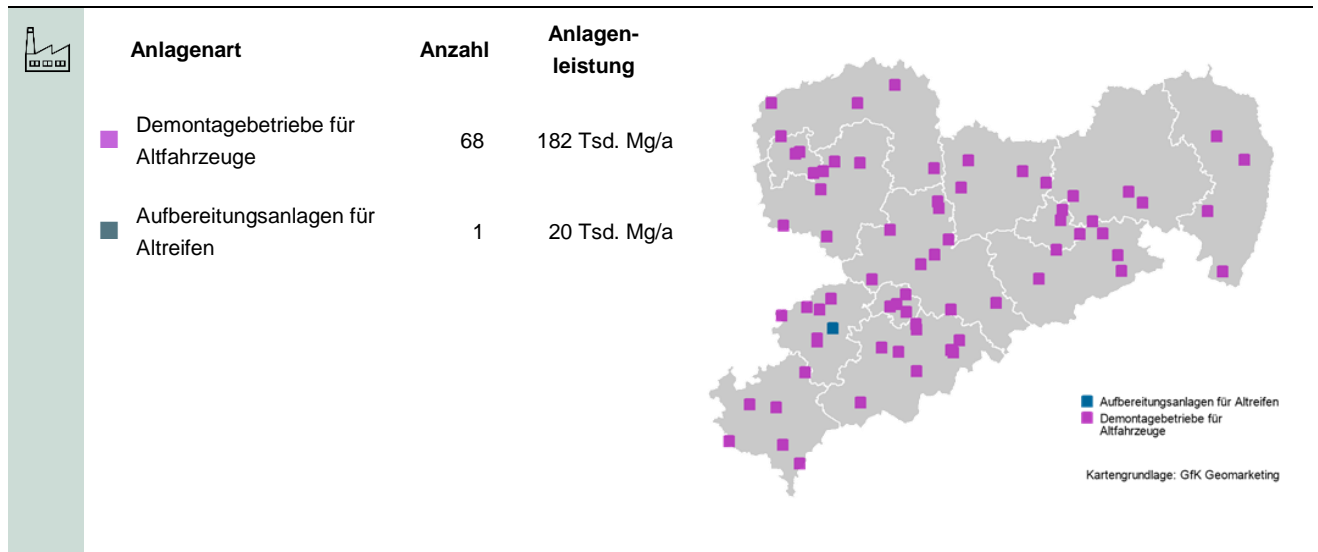 Anlagenart Anzahl Anlagen-
leistung
Demontagebetriebe für
Altfahrzeuge 68 182 Tsd. Mg/a
Aufbereitungsanlagen für
Altreifen 1 20 Tsd. Mg/a
Aufbereitungsanlagen für Altreifen
Demontagebetriebe für
Altfahrzeuge
Kartengrundlage: GfK Geomarketing